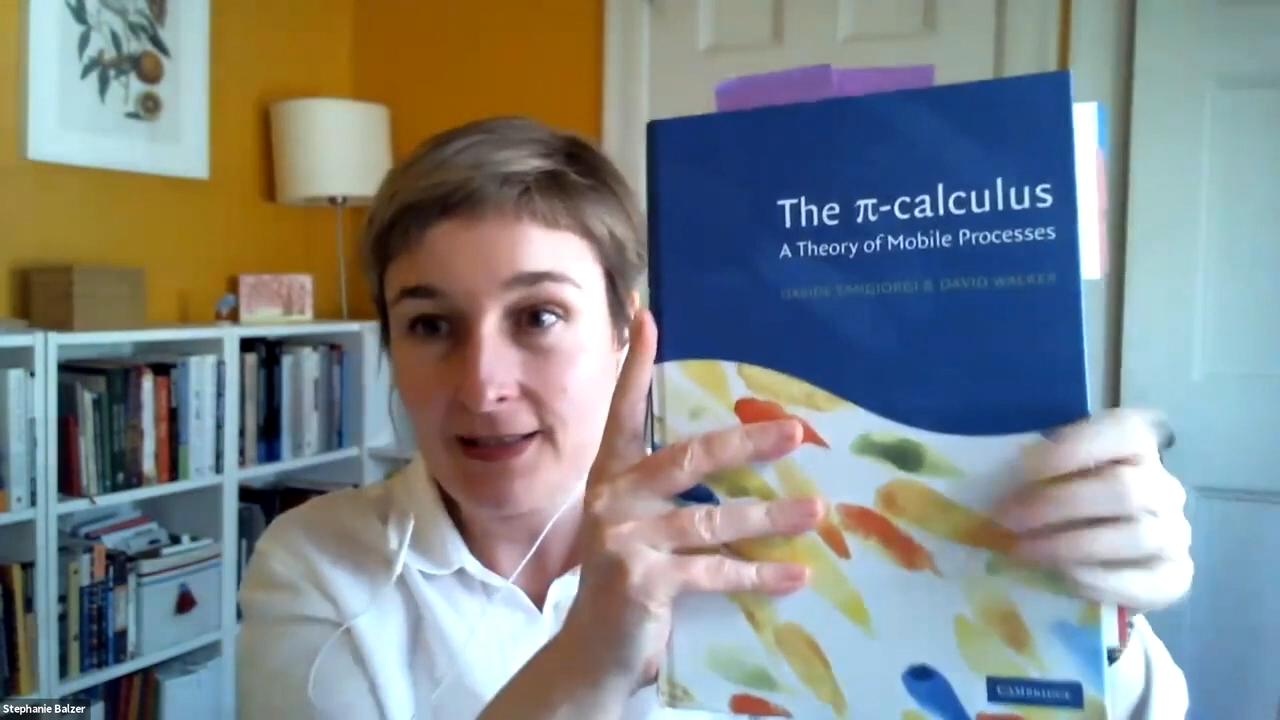 The π-calculus
A Theory of Mobile Processes
DAVIDE SANGIORGI & DAVID WALKER
CAMBRIDGE
Stephanie Balzer